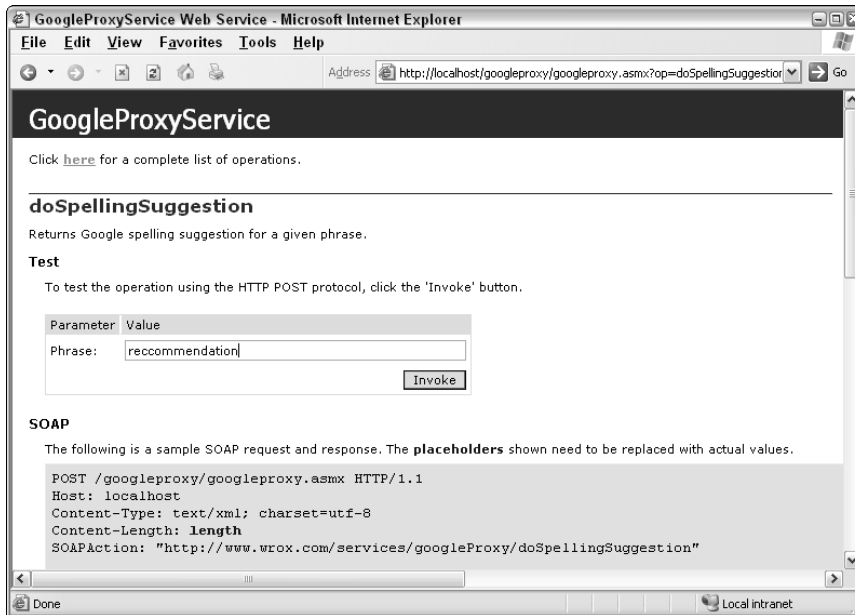 GoogleProxyService Web Service - Microsoft Internet Explorer
File Edit View Favorites Tools Help
Address http://localhost/googleproxy/googleproxy.asmx?op=doSpellingSuggestion Go
GoogleProxyService
Click here for a complete list of operations.
doSpellingSuggestion
Returns Google spelling suggestion for a given phrase.
Test
To test the operation using the HTTP POST protocol, click the 'Invoke' button.
Parameter Value
Phrase: reccommendation
Invoke
SOAP
The following is a sample SOAP request and response. The placeholders shown need to be replaced with actual values.
POST /googleproxy/googleproxy.asmx HTTP/1.1
Host: localhost
Content-Type: text/xml; charset=utf-8
Content-Length: length
SOAPAction: "http://www.wrox.com/services/googleProxy/doSpellingSuggestion"
Done Local intranet